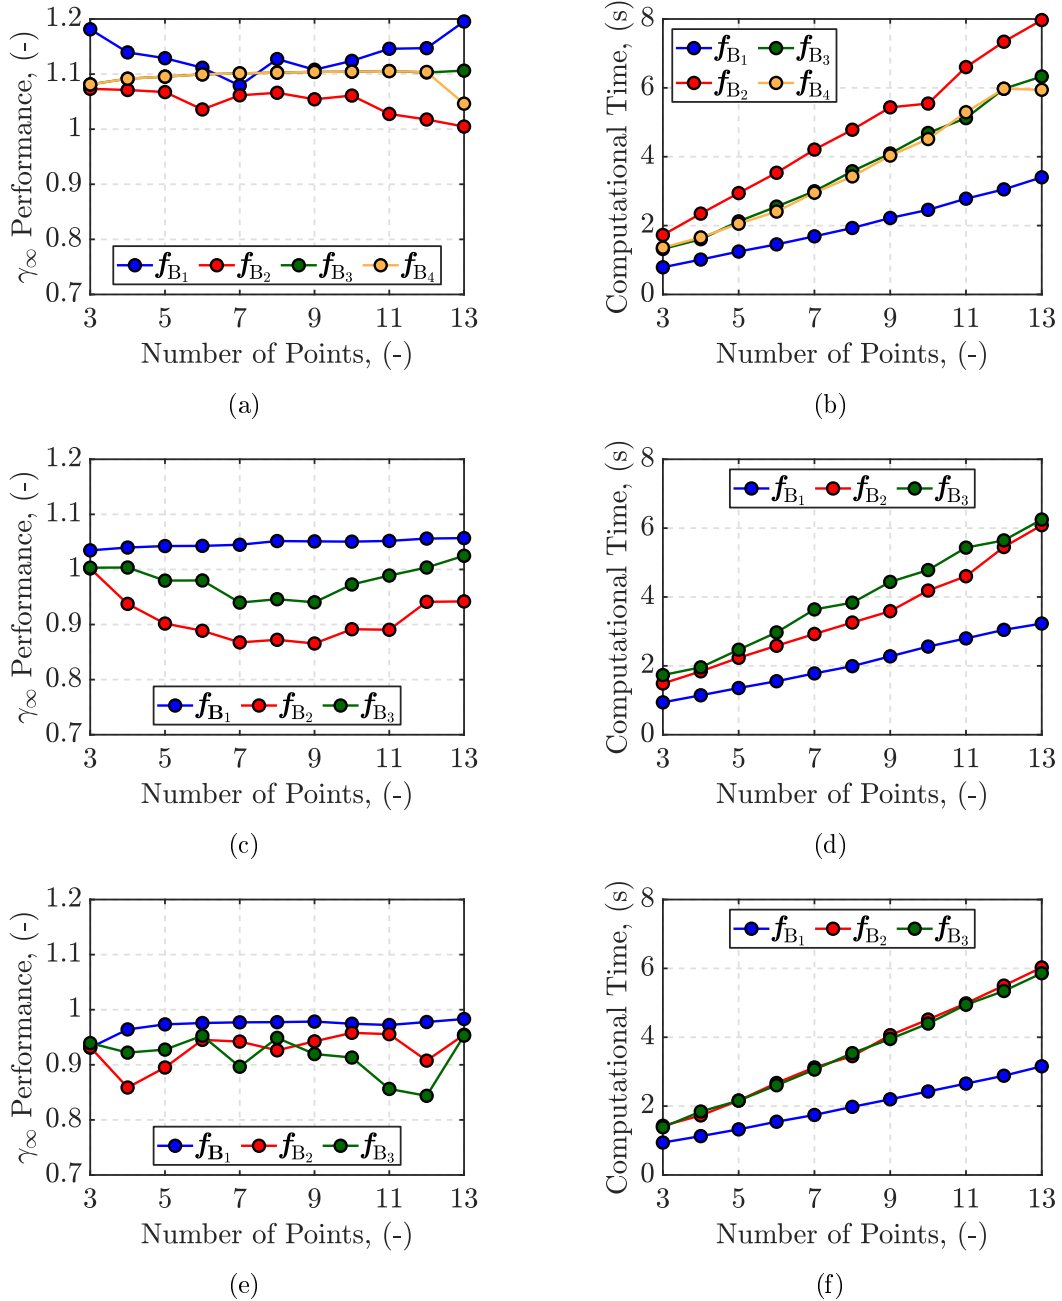 1.2
1.1
1
0.9
0.8
0.7
γ∞ Performance, (-)
f_B1 f_B2 f_B3 f_B4
3 5 7 9 11 13
Number of Points, (-)
(a)
8
6
4
2
0
Computational Time, (s)
f_B1 f_B3
f_B2 f_B4
3 5 7 9 11 13
Number of Points, (-)
(b)
1.2
1.1
1
0.9
0.8
0.7
γ∞ Performance, (-)
f_B1 f_B2 f_B3
3 5 7 9 11 13
Number of Points, (-)
(c)
8
6
4
2
0
Computational Time, (s)
f_B1 f_B2 f_B3
3 5 7 9 11 13
Number of Points, (-)
(d)
1.2
1.1
1
0.9
0.8
0.7
γ∞ Performance, (-)
f_B1 f_B2 f_B3
3 5 7 9 11 13
Number of Points, (-)
(e)
8
6
4
2
0
Computational Time, (s)
f_B1 f_B2 f_B3
3 5 7 9 11 13
Number of Points, (-)
(f)